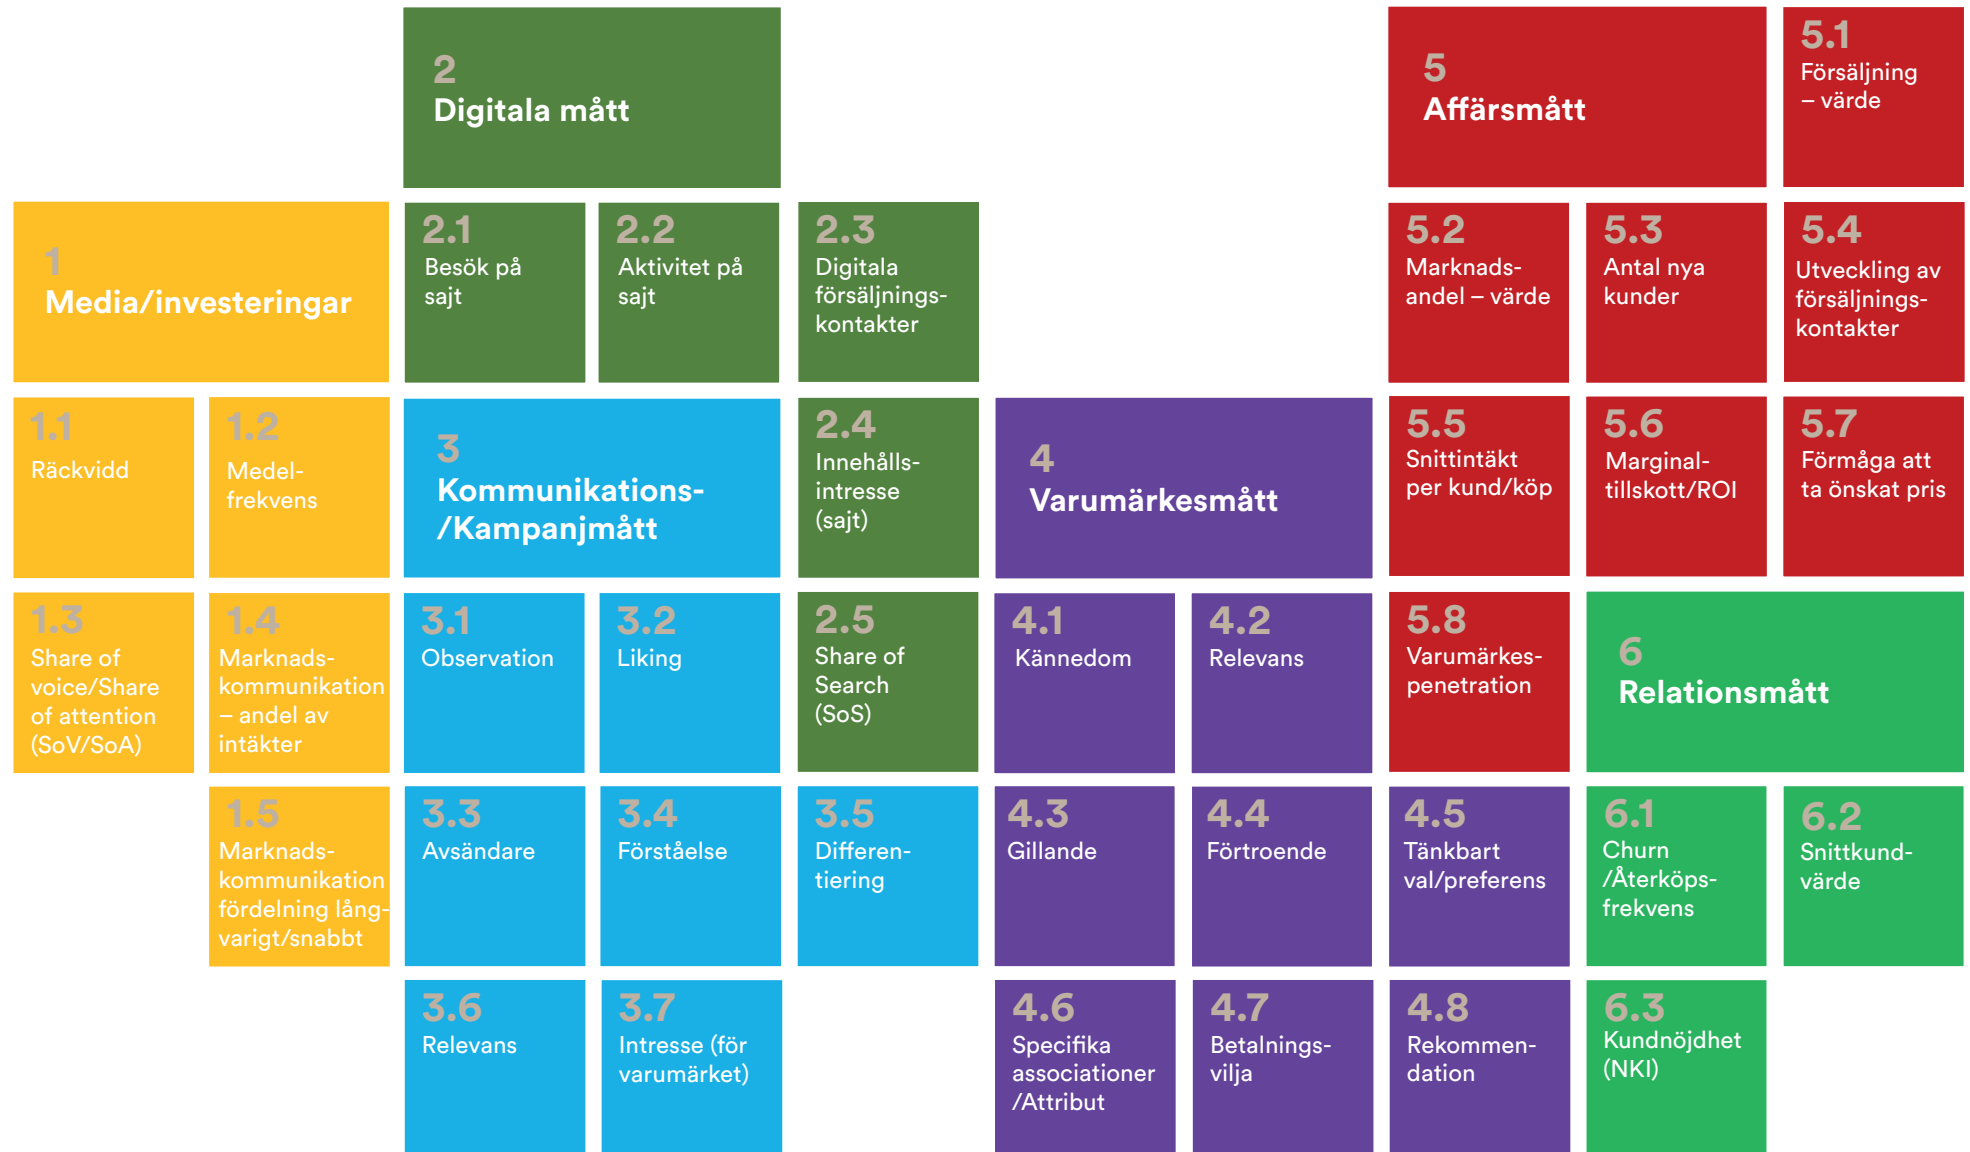 1
Media/investeringar
1.1
Räckvidd
1.2
Medel-
frekvens
1.3
Share of
voice/Share
of attention
(SoV/SoA)
1.4
Marknads-
kommunikation
– andel av
intäkter
1.5
Marknads-
kommunikation
fördelning lång-
varigt/snabbt
2
Digitala mått
2.1
Besök på
sajt
2.2
Aktivitet på
sajt
2.3
Digitala
försäljnings-
kontakter
2.4
Innehålls-
intresse
(sajt)
2.5
Share of
Search
(SoS)
3
Kommunikations-
/Kampanjmått
3.1
Observation
3.2
Liking
3.3
Avsändare
3.4
Förståelse
3.5
Differen-
tiering
3.6
Relevans
3.7
Intresse (för
varumärket)
4
Varumärkesmått
4.1
Kännedom
4.2
Relevans
4.3
Gillande
4.4
Förtroende
4.5
Tänkbart
val/preferens
4.6
Specifika
associationer
/Attribut
4.7
Betalnings-
vilja
4.8
Rekommen-
dation
5
Affärsmått
5.1
Försäljning
– värde
5.2
Marknads-
andel – värde
5.3
Antal nya
kunder
5.4
Utveckling av
försäljnings-
kontakter
5.5
Snittintäkt
per kund/köp
5.6
Marginal-
tillskott/ROI
5.7
Förmåga att
ta önskat pris
5.8
Varumärkes-
penetration
6
Relationsmått
6.1
Churn
/Återköps-
frekvens
6.2
Snittkund-
värde
6.3
Kundnöjdhet
(NKI)